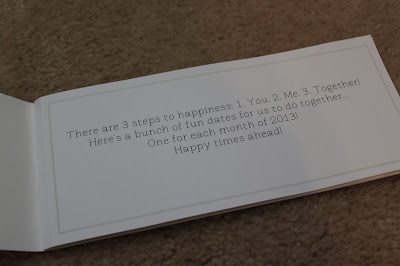 There are 3 steps to happiness: 1. You, 2. Me, 3. Together!
Here's a bunch of fun dates for us to do together...
One for each month of 2013!
Happy times ahead!